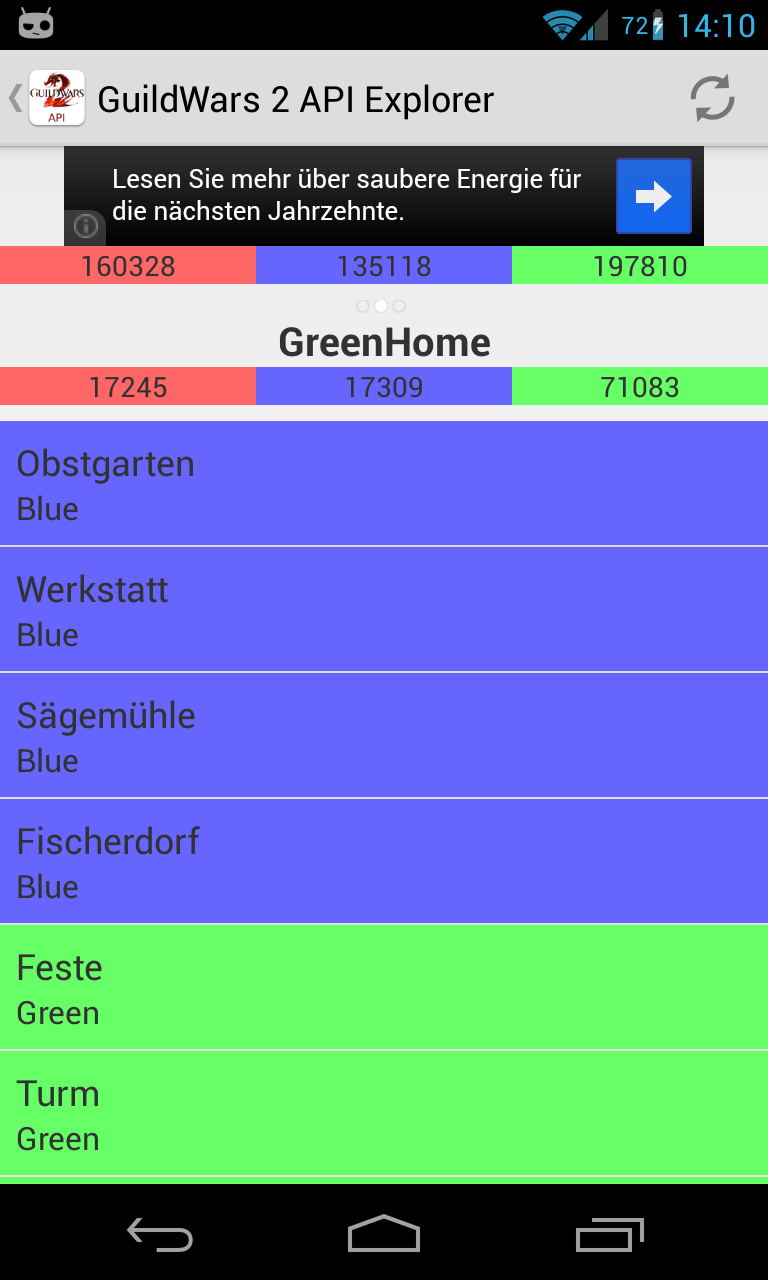 72 14:10
GUILDWARS
2
API
GuildWars 2 API Explorer
Lesen Sie mehr über saubere Energie für
die nächsten Jahrzehnte.
160328 135118 197810
GreenHome
17245 17309 71083
Obstgarten
Blue
Werkstatt
Blue
Sägemühle
Blue
Fischerdorf
Blue
Feste
Green
Turm
Green